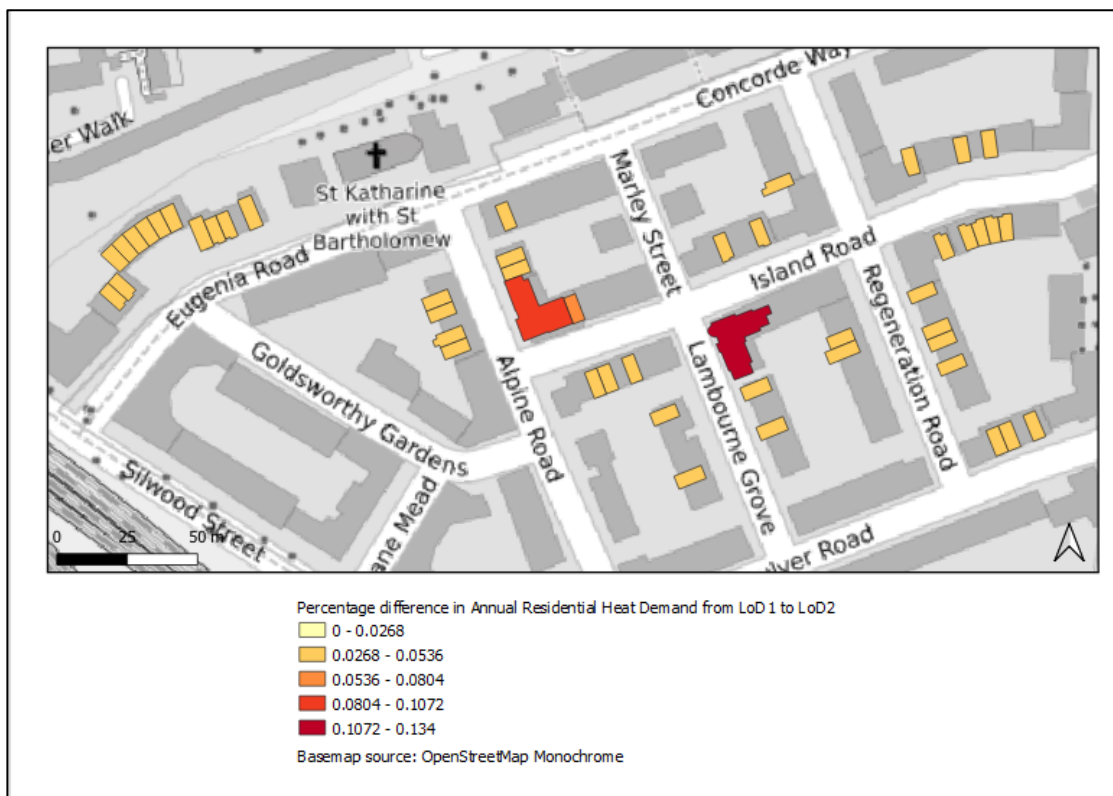 Concorde Way
er Walk
St Katharine
with St
Bartholomew
Marley Street
Eugenia Road
Island Road
Goldsworthy Gardens
Alpine Road
Lambourne Grove
Regeneration Road
Silwood Street
ane Mead
lver Road
0 25 50 m
Percentage difference in Annual Residential Heat Demand from LoD1 to LoD2
0 - 0.0268
0.0268 - 0.0536
0.0536 - 0.0804
0.0804 - 0.1072
0.1072 - 0.134
Basemap source: OpenStreetMap Monochrome